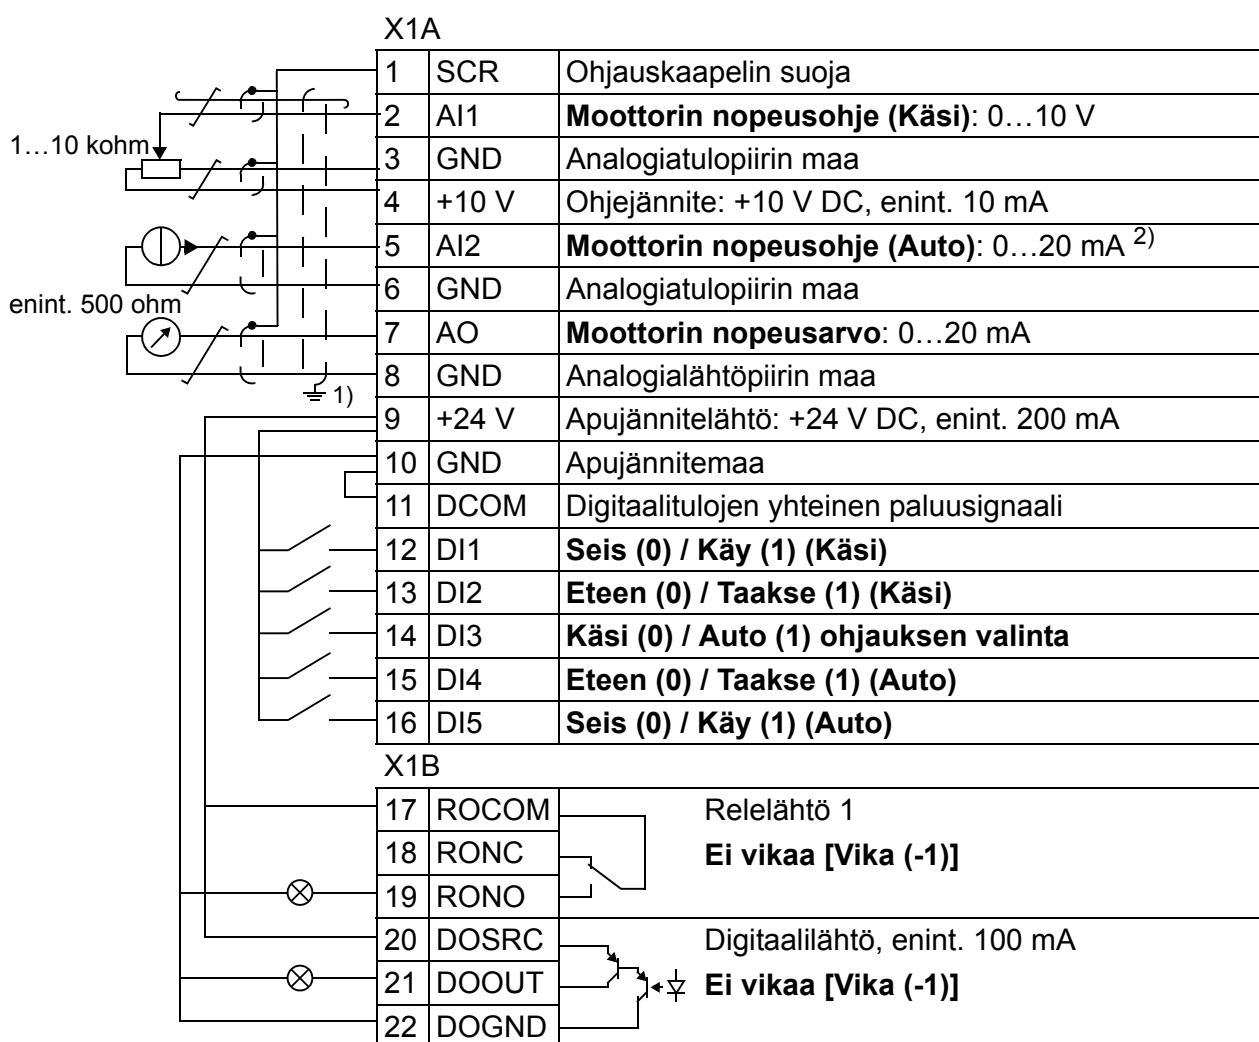 X1A
1 SCR Ohjauskaapelin suoja
2 AI1 Moottorin nopeusohje (Käsi): 0…10 V
1…10 kohm
3 GND Analogiatulopiirin maa
4 +10 V Ohjejännite: +10 V DC, enint. 10 mA
5 AI2 Moottorin nopeusohje (Auto): 0…20 mA 2)
6 GND Analogiatulopiirin maa
enint. 500 ohm
7 AO Moottorin nopeusarvo: 0…20 mA
8 GND Analogialähtöpiirin maa
1)
9 +24 V Apujännitelähtö: +24 V DC, enint. 200 mA
10 GND Apujännitemaa
11 DCOM Digitaalitulojen yhteinen paluusignaali
12 DI1 Seis (0) / Käy (1) (Käsi)
13 DI2 Eteen (0) / Taakse (1) (Käsi)
14 DI3 Käsi (0) / Auto (1) ohjauksen valinta
15 DI4 Eteen (0) / Taakse (1) (Auto)
16 DI5 Seis (0) / Käy (1) (Auto)
X1B
17 ROCOM Relelähtö 1
18 RONC Ei vikaa [Vika (-1)]
19 RONO
20 DOSRC Digitaalilähtö, enint. 100 mA
21 DOOUT Ei vikaa [Vika (-1)]
22 DOGND